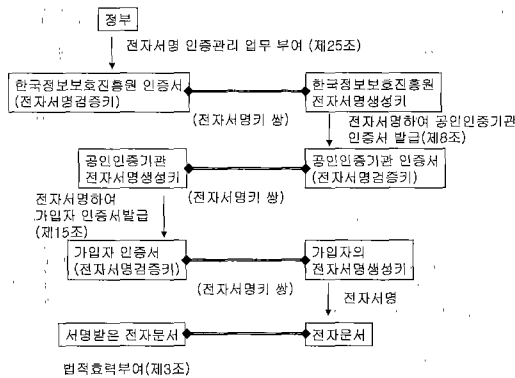 정부
전자서명 인증관리 업무 부여 (제25조)
한국정보보호진흥원 인증서
(전자서명검증키)
한국정보보호진흥원
전자서명생성키
(전자서명키 쌍)
전자서명하여 공인인증기관
인증서 발급(제8조)
공인인증기관
전자서명생성키
공인인증기관 인증서
(전자서명검증키)
(전자서명키 쌍)
전자서명하여
가입자 인증서발급
(제15조)
가입자 인증서
(전자서명검증키)
가입자의
전자서명생성키
(전자서명키 쌍)
전자서명
서명받은 전자문서
전자문서
법적효력부여(제3조)